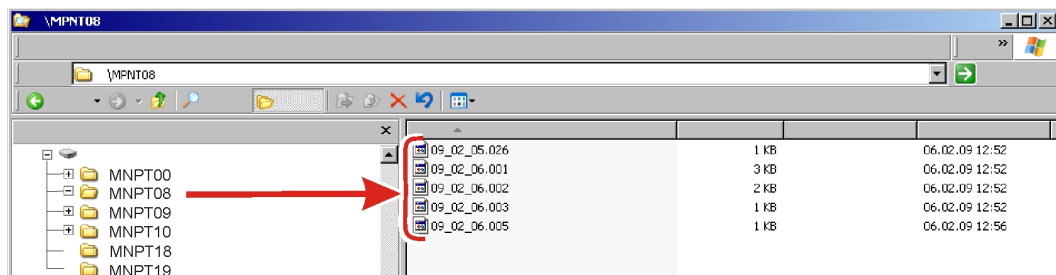 \MPNT08
»
\MPNT08
MNPT00
MNPT08
MNPT09
MNPT10
MNPT18
MNPT19
09_02_05.026 1 KB 06.02.09 12:52
09_02_06.001 3 KB 06.02.09 12:52
09_02_06.002 2 KB 06.02.09 12:52
09_02_06.003 1 KB 06.02.09 12:52
09_02_06.005 1 KB 06.02.09 12:56